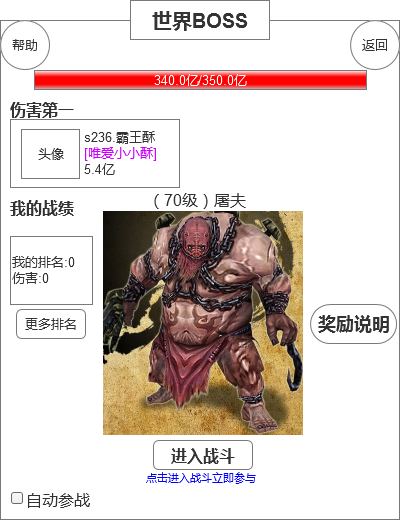 世界BOSS
帮助
返回
340.0亿/350.0亿
伤害第一
头像
s236.霸王酥
[唯爱小小酥]
5.4亿
我的战绩
（70级）屠夫
我的排名:0
伤害:0
更多排名
奖励说明
进入战斗
点击进入战斗立即参与
自动参战